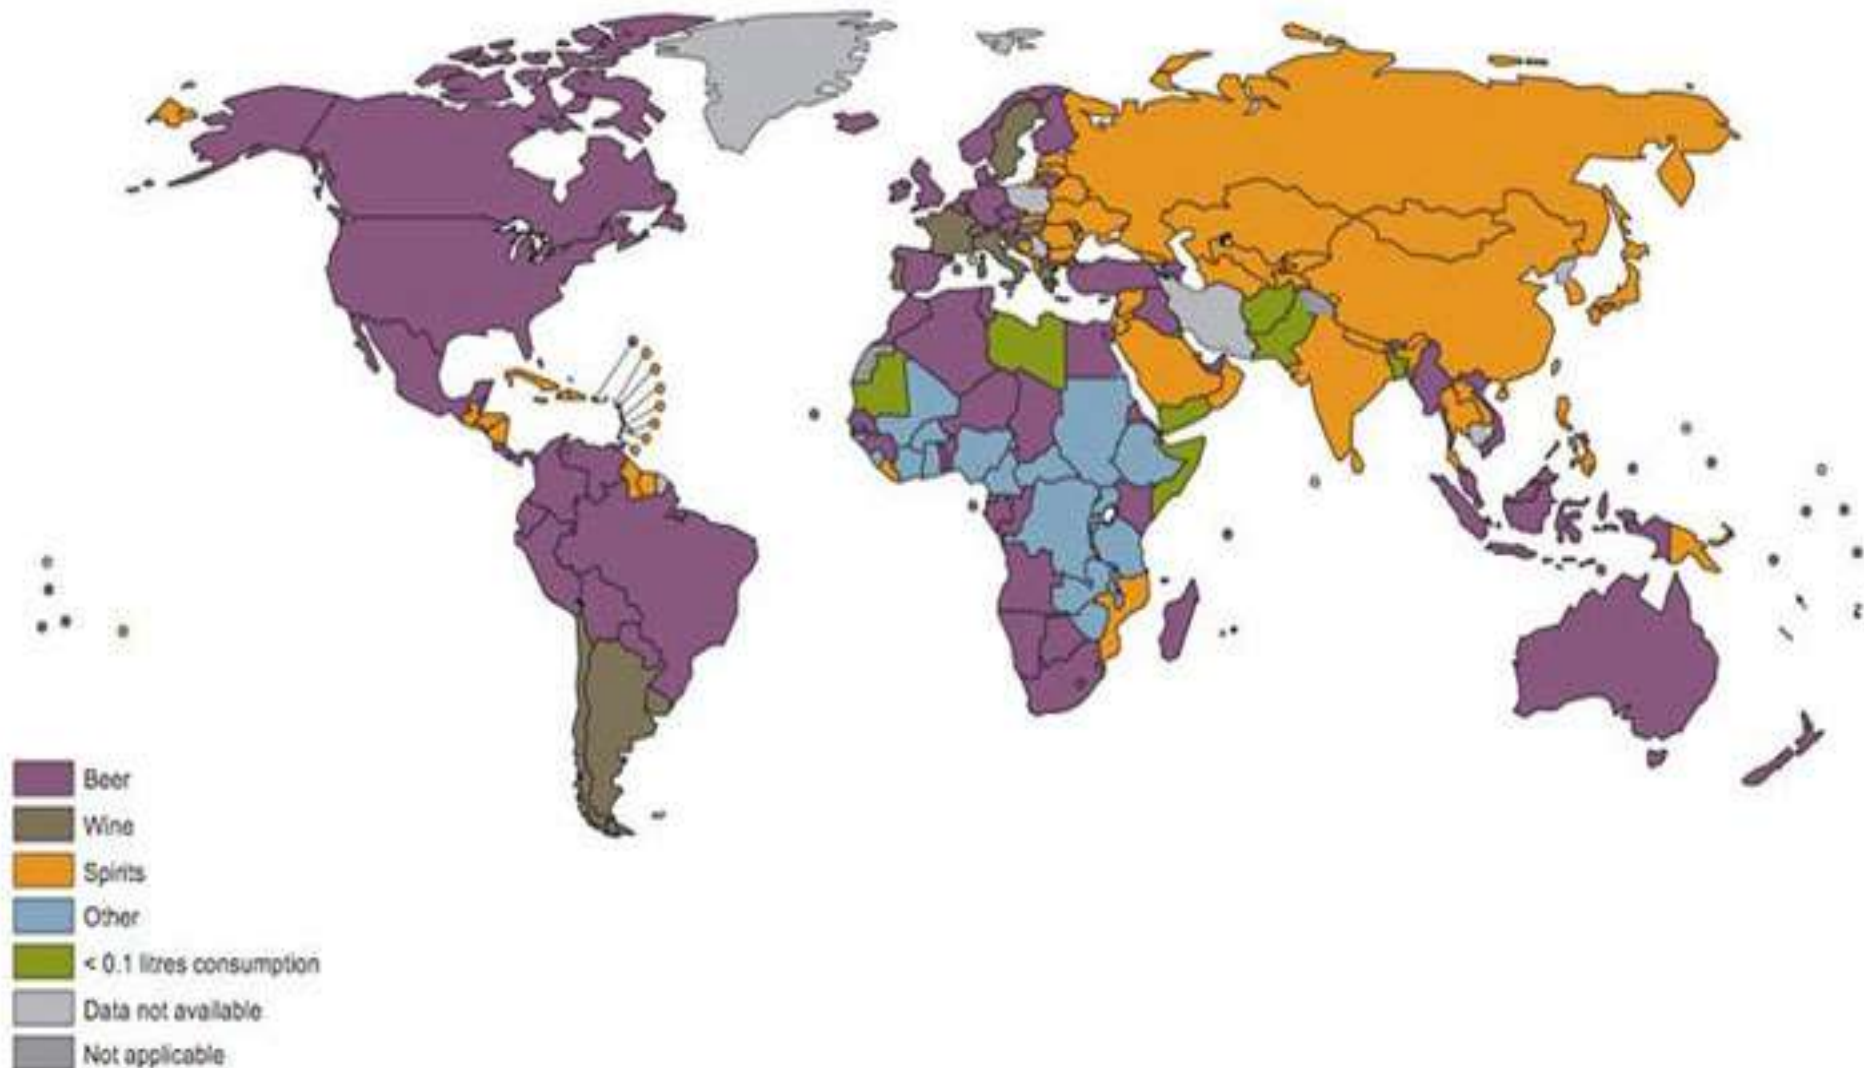 Beer
Wine
Spirits
Other
< 0.1 litres consumption
Data not available
Not applicable